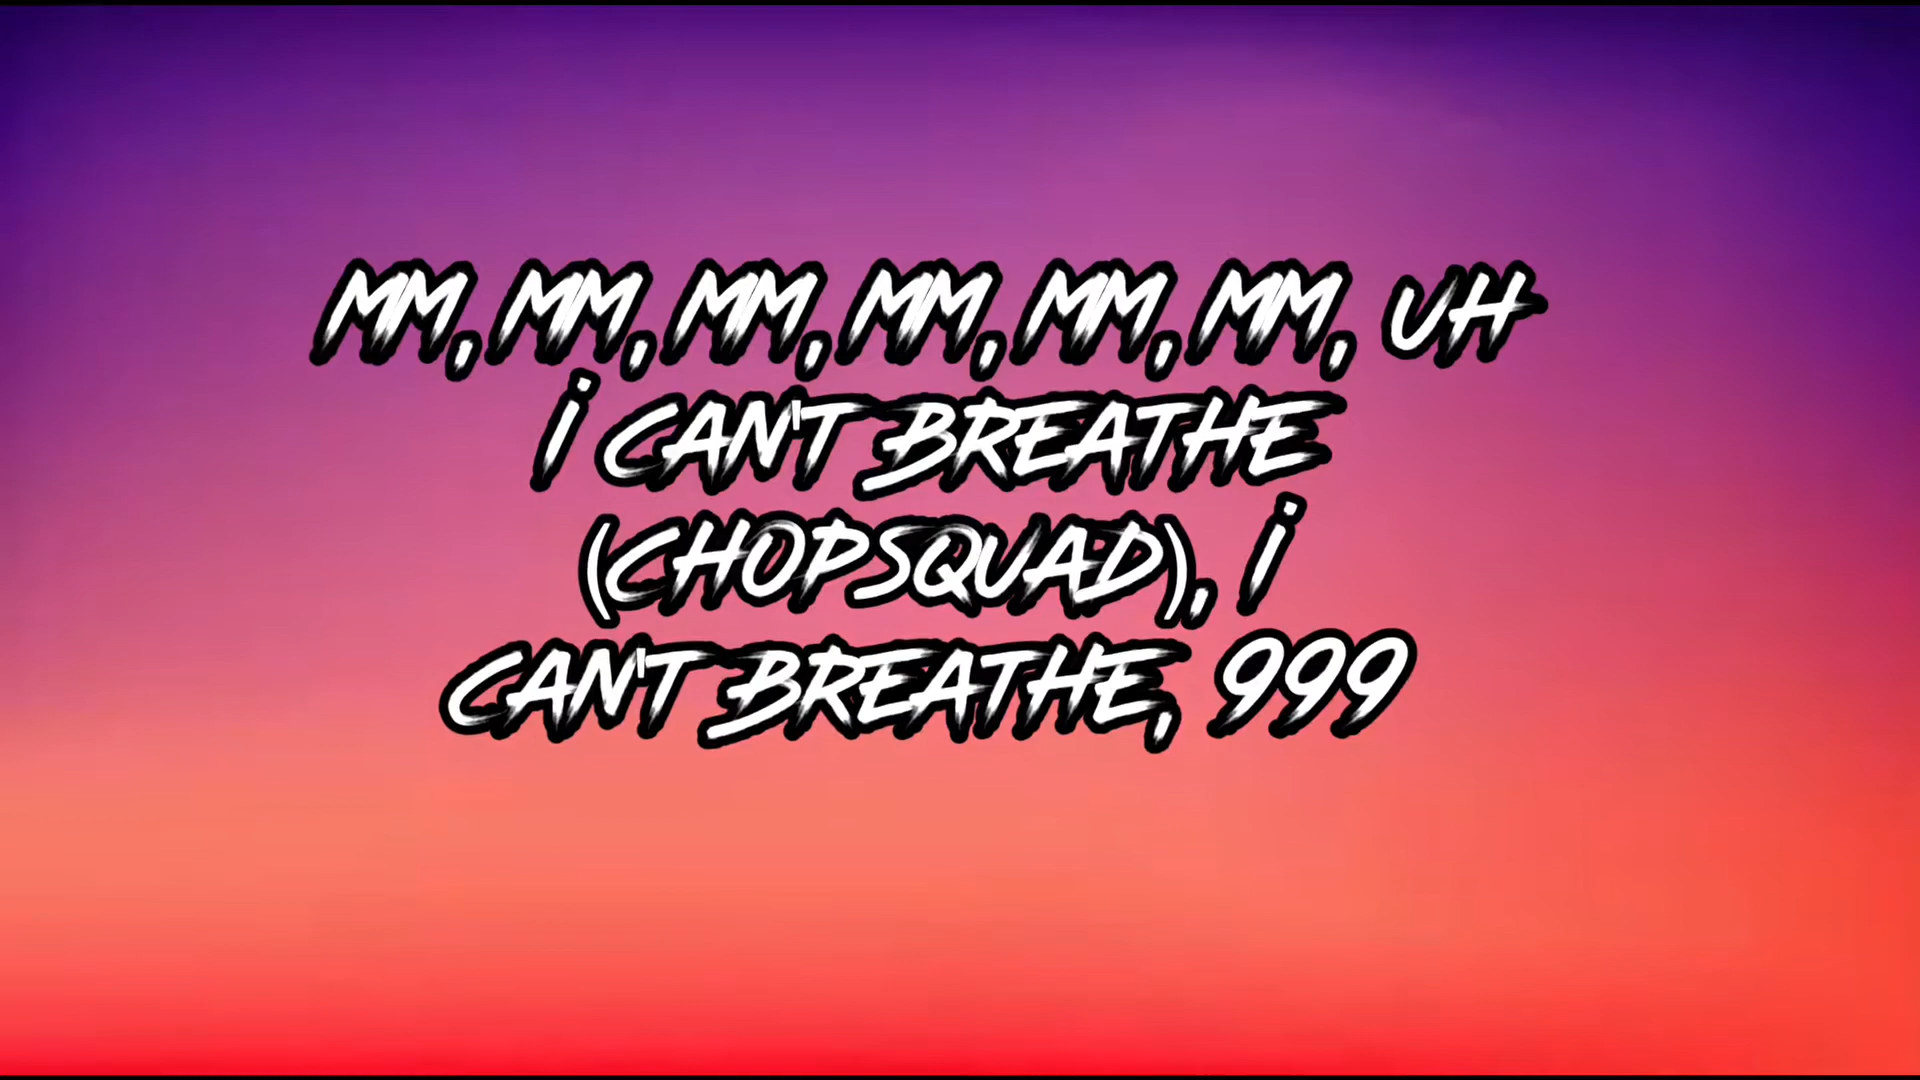 MM, MM, MM, MM, MM, MM, UH
I CAN'T BREATHE
(CHOPSQUAD), I
CAN'T BREATHE, 999